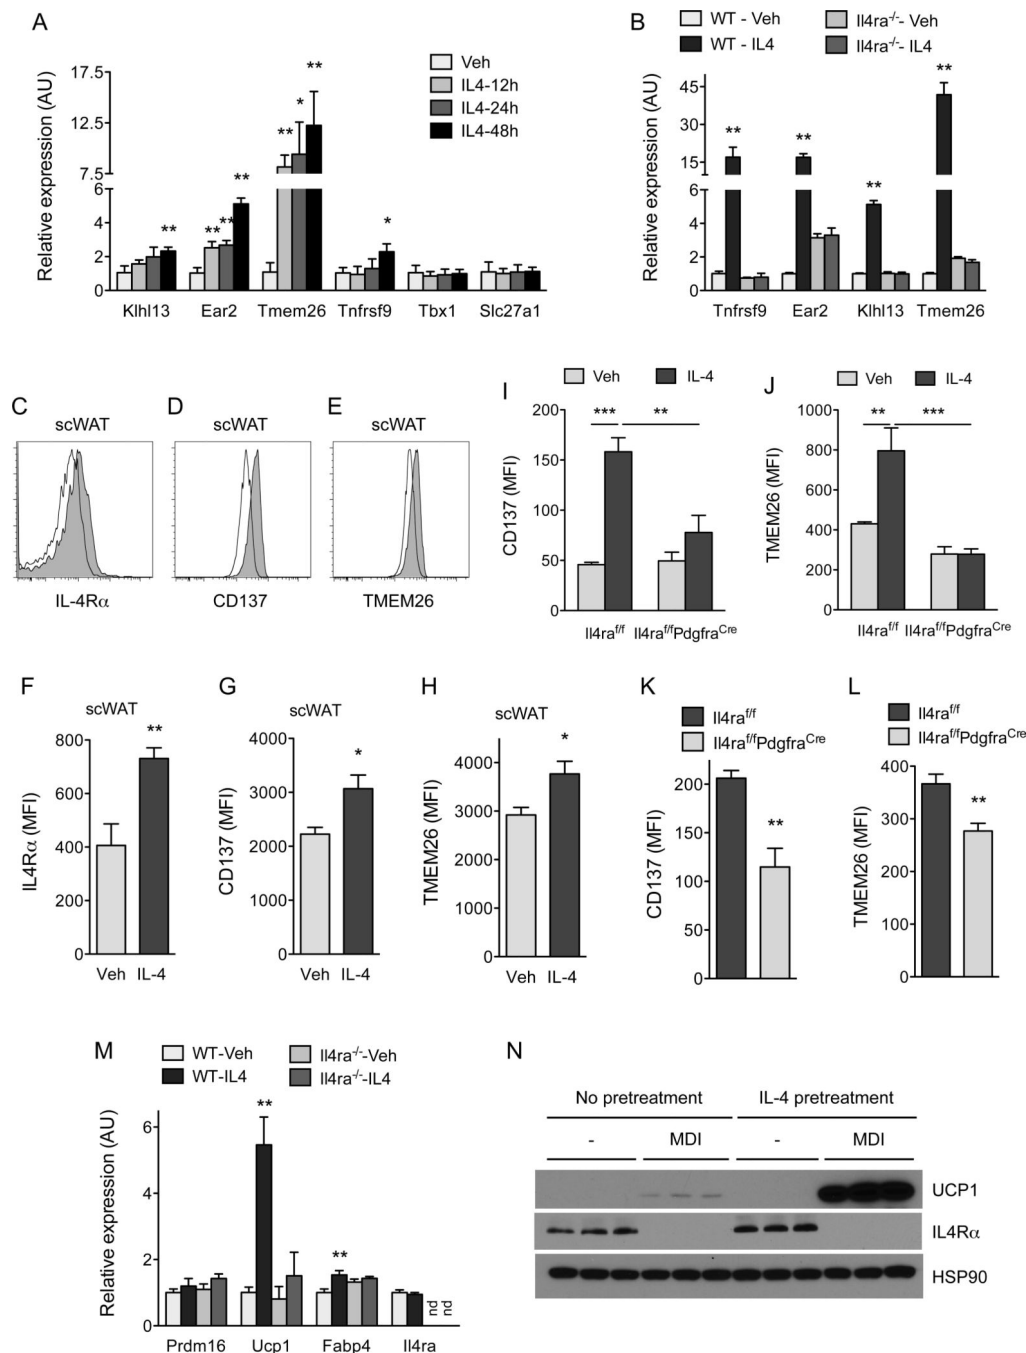 A
Veh
IL4-12h
IL4-24h
IL4-48h
Relative expression (AU)
17.5
12.5
7.5
6
4
2
0
** ** ** ** ** ** * ** *
Klhl13 Ear2 Tmem26 Tnfrsf9 Tbx1 Slc27a1
B
WT - Veh Il4ra-/-- Veh
WT - IL4 Il4ra-/-- IL4
Relative expression (AU)
45
30
15
6
4
2
0
** ** ** **
Tnfrsf9 Ear2 Klhl13 Tmem26
C
scWAT
IL-4Rα
D
scWAT
CD137
E
scWAT
TMEM26
I
Veh IL-4
CD137 (MFI)
200
150
100
50
0
*** **
Il4raf/f Il4raf/fPdgfraCre
J
Veh IL-4
TMEM26 (MFI)
1000
800
600
400
200
0
** ***
Il4raf/f Il4raf/fPdgfraCre
F
scWAT
IL4Rα (MFI)
800
600
400
200
0
**
Veh IL-4
G
scWAT
CD137 (MFI)
4000
3000
2000
1000
0
*
Veh IL-4
H
scWAT
TMEM26 (MFI)
4000
3000
2000
1000
0
*
Veh IL-4
K
Il4raf/f
Il4raf/fPdgfraCre
CD137 (MFI)
200
150
100
50
0
**
L
Il4raf/f
Il4raf/fPdgfraCre
TMEM26 (MFI)
400
300
200
100
0
**
M
WT-Veh Il4ra-/--Veh
WT-IL4 Il4ra-/--IL4
Relative expression (AU)
6
4
2
0
** **
nd nd
Prdm16 Ucp1 Fabp4 Il4ra
N
No pretreatment IL-4 pretreatment
- MDI - MDI
UCP1
IL4Rα
HSP90